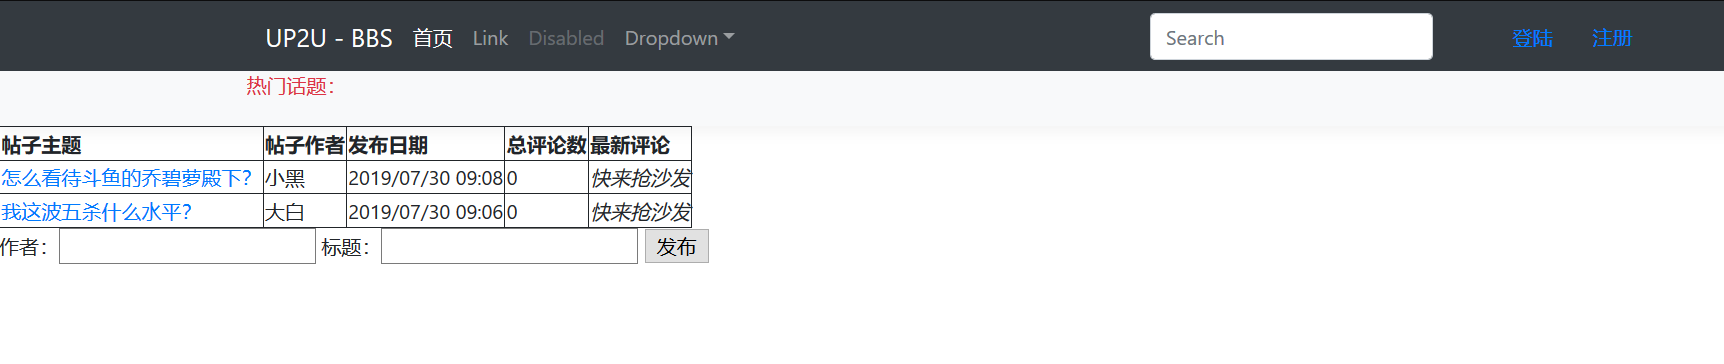 UP2U - BBS 首页 Link Disabled Dropdown Search 登陆 注册
热门话题：
帖子主题 帖子作者 发布日期 总评论数 最新评论
怎么看待斗鱼的乔碧萝殿下？ 小黑 2019/07/30 09:08 0 快来抢沙发
我这波五杀什么水平？ 大白 2019/07/30 09:06 0 快来抢沙发
作者： 标题： 发布